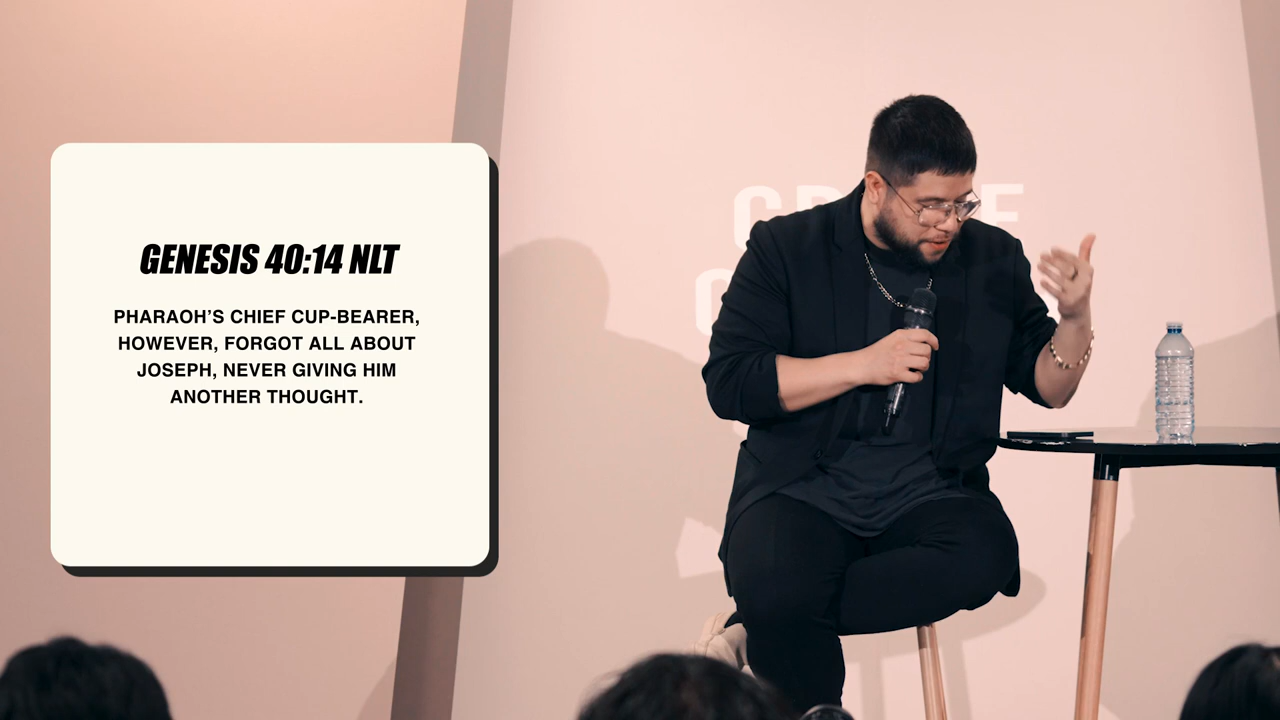 GENESIS 40:14 NLT
PHARAOH’S CHIEF CUP-BEARER,
HOWEVER, FORGOT ALL ABOUT
JOSEPH, NEVER GIVING HIM
ANOTHER THOUGHT.